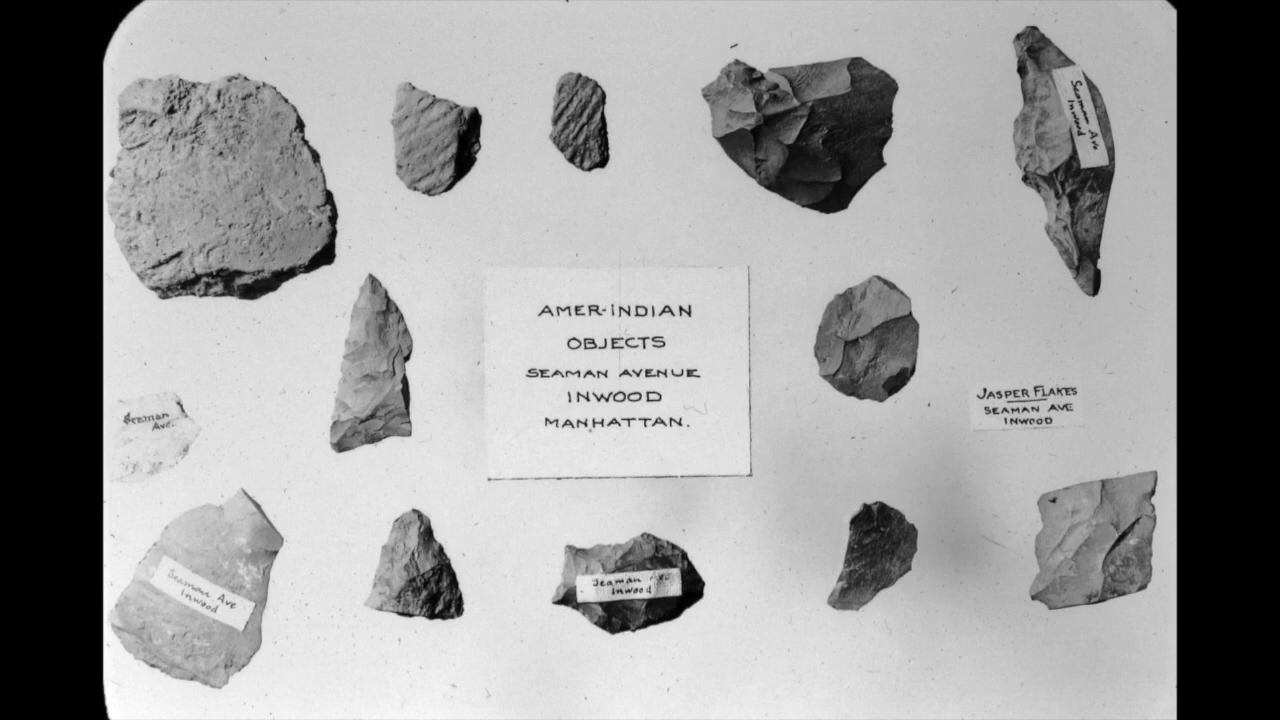 Seaman Ave
Inwood
AMER-INDIAN
OBJECTS
SEAMAN AVENUE
INWOOD
MANHATTAN.
JASPER FLAKES
SEAMAN AVE
INWOOD
Seaman
Ave.
Seaman Ave
Inwood
Seaman Ave
Inwood